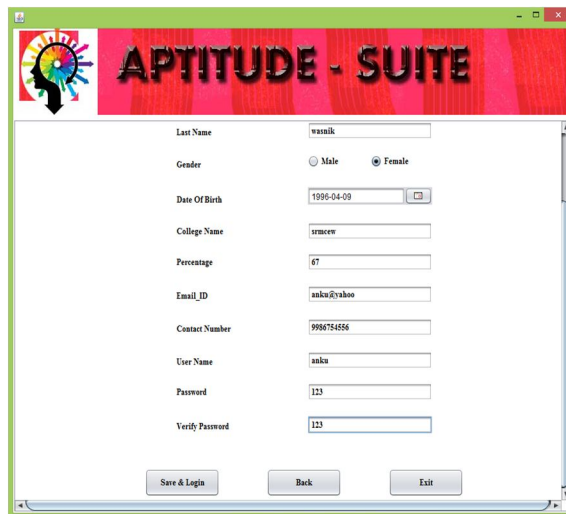 APTITUDE - SUITE
Last Name wasnik
Gender Male Female
Date Of Birth 1996-04-09
College Name srmcew
Percentage 67
Email_ID anku@yahoo
Contact Number 9986754556
User Name anku
Password 123
Verify Password 123
Save & Login Back Exit